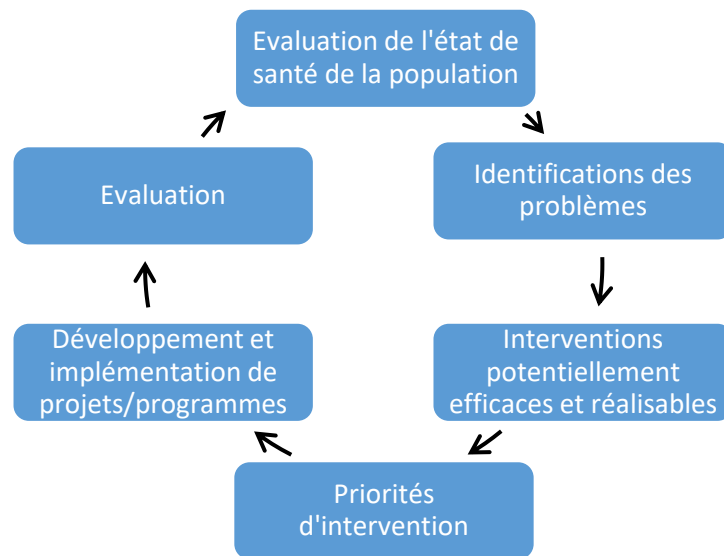 Evaluation de l'état de
santé de la population
Identifications des
problèmes
Interventions
potentiellement
efficaces et réalisables
Priorités
d'intervention
Développement et
implémentation de
projets/programmes
Evaluation